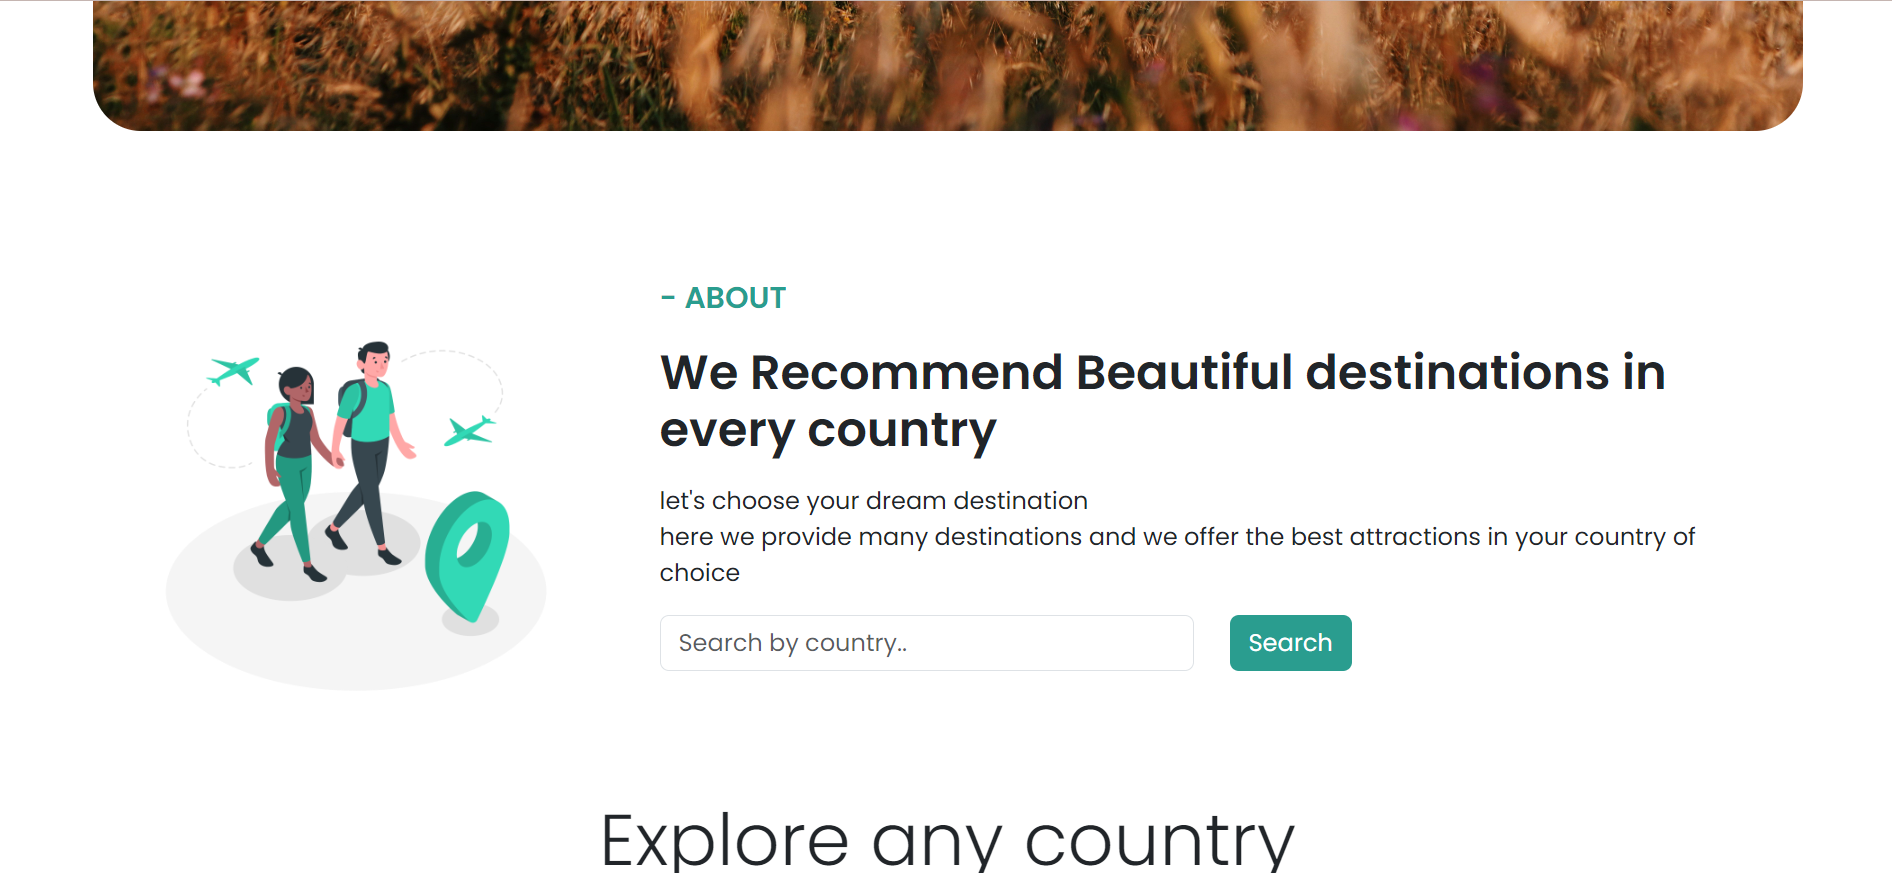 - ABOUT
We Recommend Beautiful destinations in
every country
let's choose your dream destination
here we provide many destinations and we offer the best attractions in your country of
choice
Search by country..
Search
Explore any country